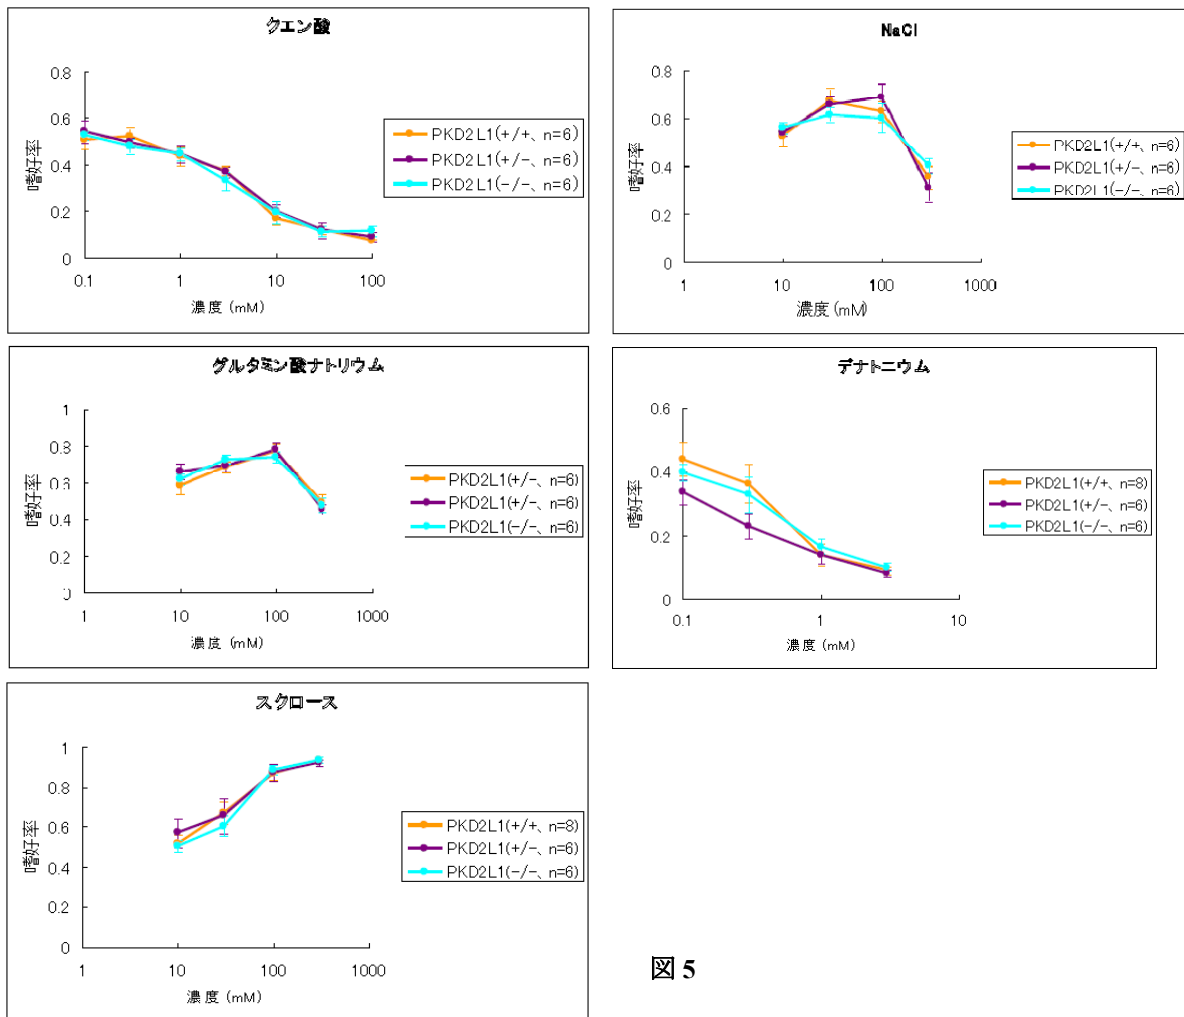 クエン酸
0.8
0.6
0.4
0.2
0
嗜好率
0.1
1
10
100
濃度 (mM)
PKD2L1(+/+、n=6)
PKD2L1(+/-、n=6)
PKD2L1(-/-、n=6)
NaCl
0.8
0.6
0.4
0.2
0
嗜好率
1
10
100
1000
濃度 (mM)
PKD2L1(+/+、n=6)
PKD2L1(+/-、n=6)
PKD2L1(-/-、n=6)
グルタミン酸ナトリウム
1
0.8
0.6
0.4
0.2
0
嗜好率
1
10
100
1000
濃度 (mM)
PKD2L1(+/-、n=6)
PKD2L1(+/-、n=6)
PKD2L1(-/-、n=6)
デナトニウム
0.6
0.4
0.2
0
嗜好率
0.1
1
10
濃度 (mM)
PKD2L1(+/+、n=8)
PKD2L1(+/-、n=6)
PKD2L1(-/-、n=6)
スクロース
1
0.8
0.6
0.4
0.2
0
嗜好率
1
10
100
1000
濃度 (mM)
PKD2L1(+/+、n=8)
PKD2L1(+/-、n=6)
PKD2L1(-/-、n=6)
図 5